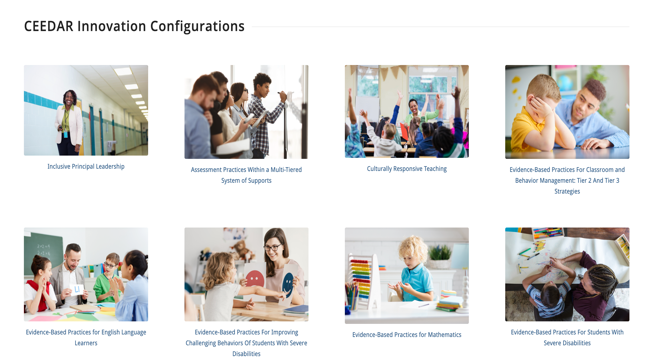 CEEDAR Innovation Configurations
Inclusive Principal Leadership
Assessment Practices Within a Multi-Tiered
System of Supports
Culturally Responsive Teaching
Evidence-Based Practices For Classroom and
Behavior Management: Tier 2 And Tier 3
Strategies
Evidence-Based Practices for English Language
Learners
Evidence-Based Practices For Improving
Challenging Behaviors Of Students With Severe
Disabilities
Evidence-Based Practices for Mathematics
Evidence-Based Practices For Students With
Severe Disabilities